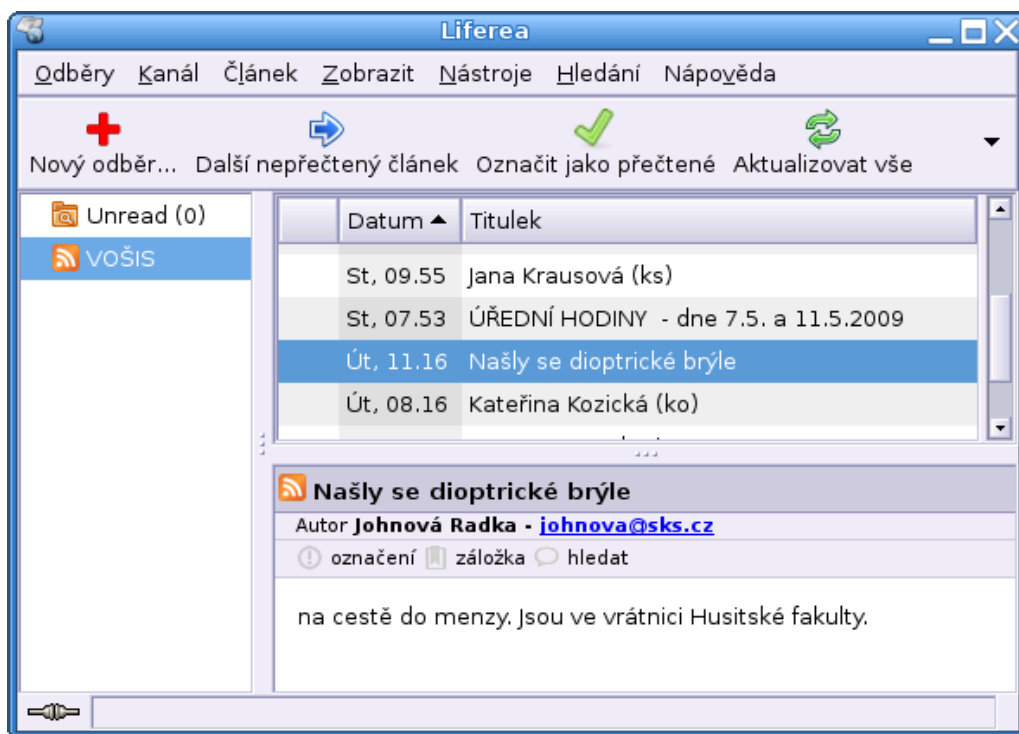 Liferea
Odběry Kanál Článek Zobrazit Nástroje Hledání Nápověda
Nový odběr... Další nepřečtený článek Označit jako přečtené Aktualizovat vše
Unread (0)
VOŠIS
Datum Titulek
St, 09.55 Jana Krausová (ks)
St, 07.53 ÚŘEDNÍ HODINY - dne 7.5. a 11.5.2009
Út, 11.16 Našly se dioptrické brýle
Út, 08.16 Kateřina Kozická (ko)
Našly se dioptrické brýle
Autor Johnová Radka - johnova@sks.cz
označení záložka hledat
na cestě do menzy. Jsou ve vrátnici Husitské fakulty.